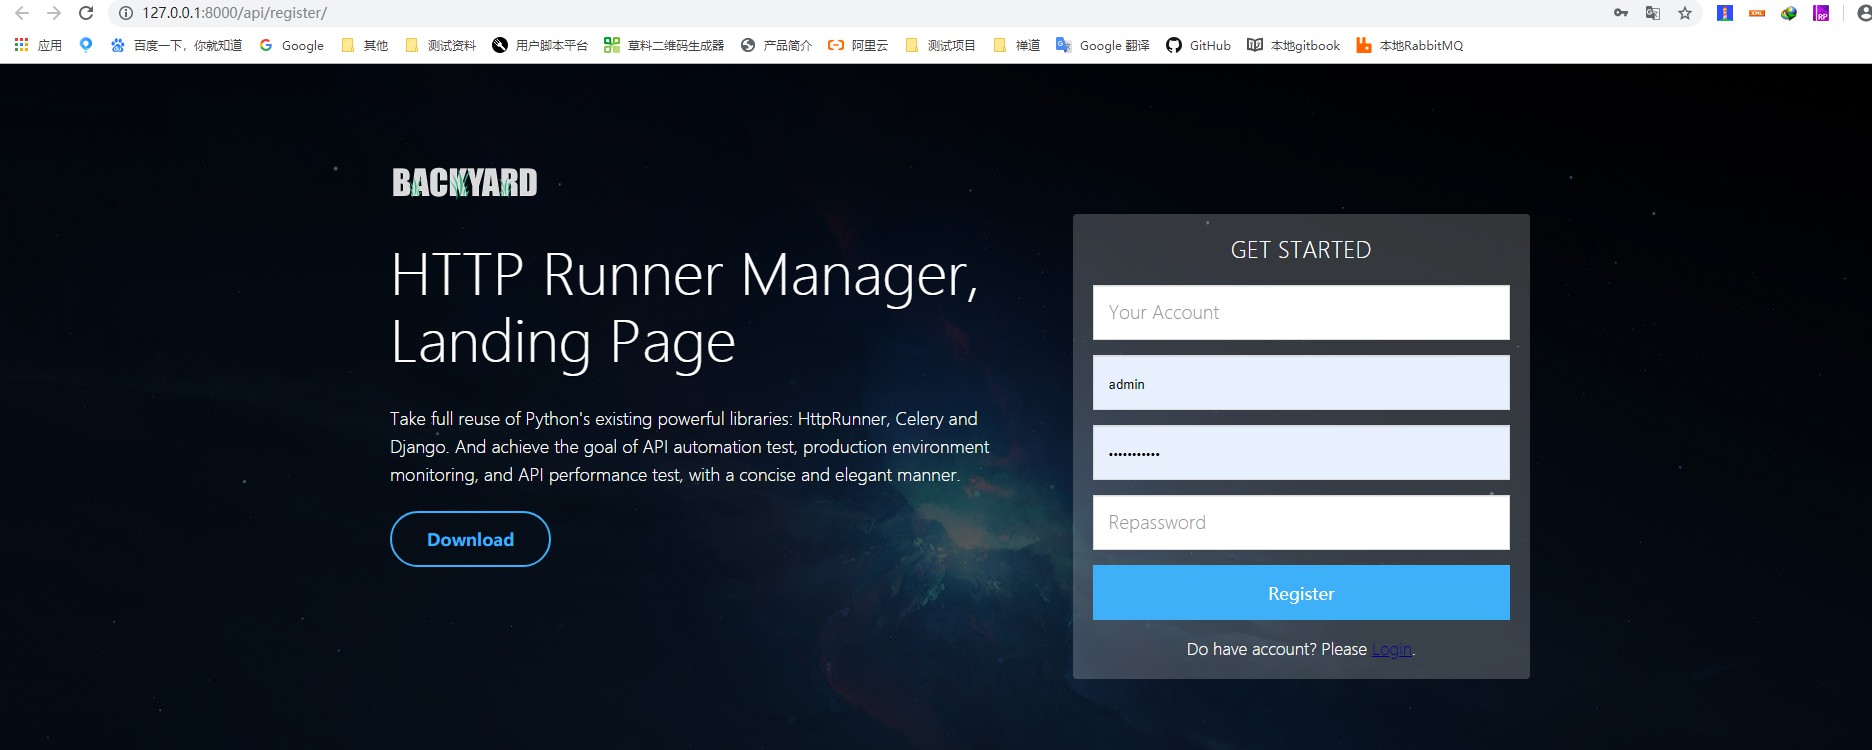 127.0.0.1:8000/api/register/
应用
百度一下，你就知道
Google
其他
测试资料
用户脚本平台
草料二维码生成器
产品简介
阿里云
测试项目
禅道
Google 翻译
GitHub
本地gitbook
本地RabbitMQ
BACKYARD
HTTP Runner Manager,
Landing Page
Take full reuse of Python's existing powerful libraries: HttpRunner, Celery and
Django. And achieve the goal of API automation test, production environment
monitoring, and API performance test, with a concise and elegant manner.
Download
GET STARTED
Your Account
admin
•••••••••••
Repassword
Register
Do have account? Please Login.